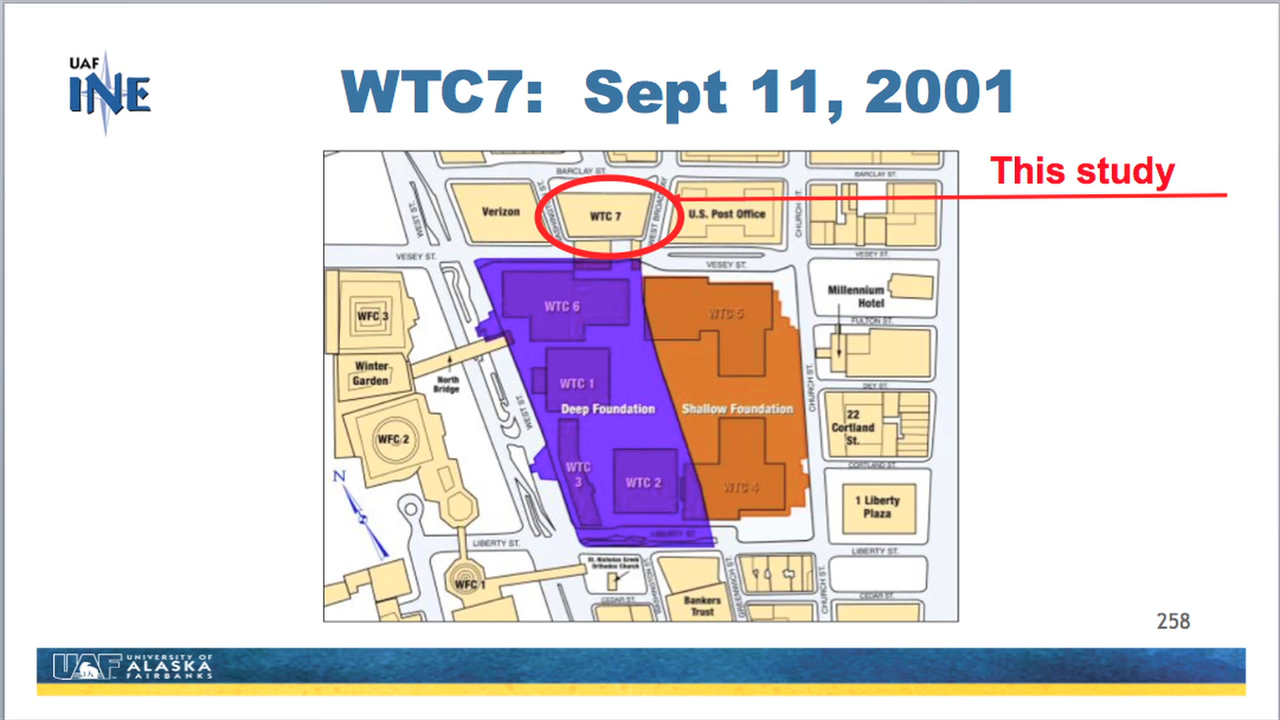 UAF
INE
WTC7: Sept 11, 2001
This study
BARCLAY ST.
BARCLAY ST.
WEST ST.
Verizon
WTC 7
WEST BROADWAY
U.S. Post Office
CHURCH ST.
VESEY ST.
VESEY ST.
VESEY ST.
WTC 6
WTC 5
Millennium
Hotel
WFC 3
FULTON ST.
Winter
Garden
North
Bridge
WTC 1
DEY ST.
CHURCH ST.
WEST ST.
Deep Foundation
Shallow Foundation
22
Cortland
St.
WFC 2
CORTLAND ST.
N
WTC
3
WTC 2
WTC 4
1 Liberty
Plaza
LIBERTY ST.
LIBERTY ST.
LIBERTY ST.
St. Nicholas Greek
Orthodox Church
WFC 1
CEDAR ST.
CEDAR ST.
WASHINGTON ST.
GREENWICH ST.
CHURCH ST.
Bankers
Trust
258
UAF
UNIVERSITY OF
ALASKA
FAIRBANKS